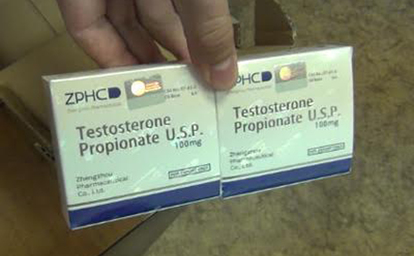 ZPHC
Testosterone
Propionate U.S.P.
100mg
Zhengzhou
Pharmaceutical
Co., Ltd.
ZPHC
Testosterone
Propionate U.S.P.
100mg
Zhengzhou
Pharmaceutical
Co., Ltd.